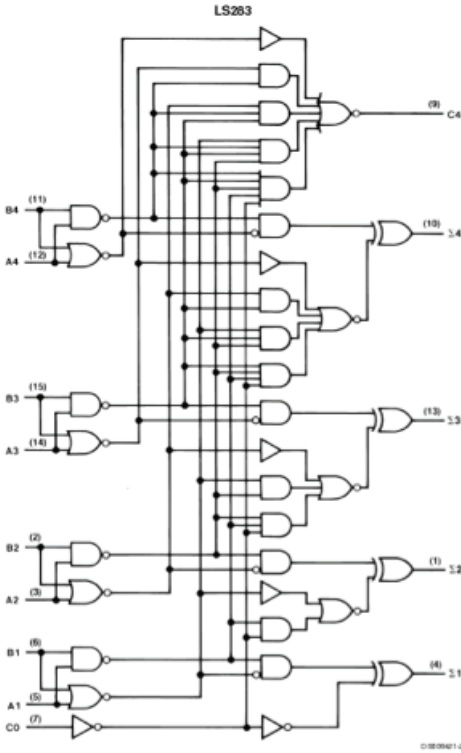 LS283
(9)
C4
B4 (11)
(10)
Σ4
A4 (12)
B3 (15)
(13)
Σ3
A3 (14)
B2 (2)
(1)
Σ2
A2 (3)
B1 (6)
(4)
Σ1
A1 (5)
C0 (7)